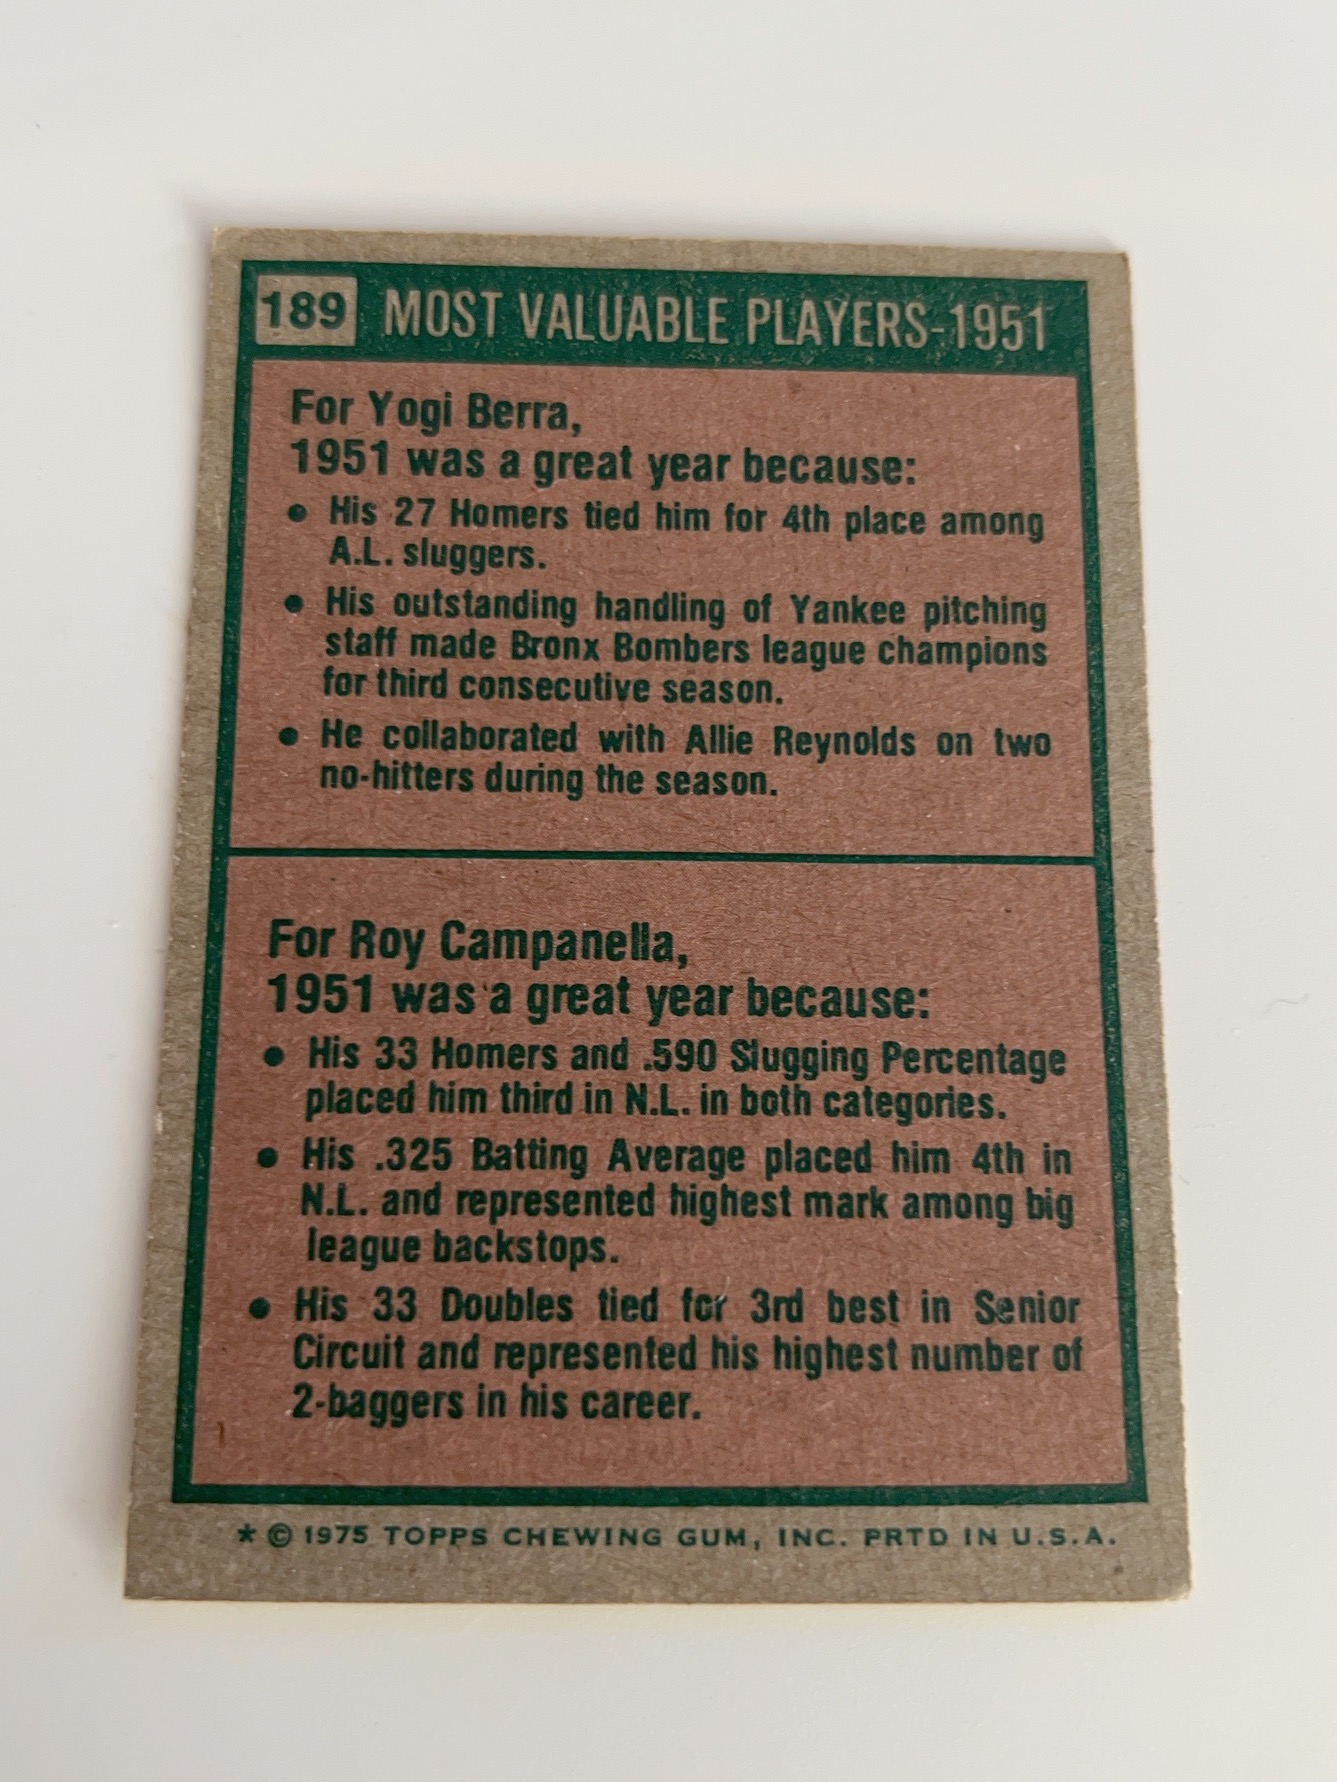 189 MOST VALUABLE PLAYERS-1951
For Yogi Berra,
1951 was a great year because:
• His 27 Homers tied him for 4th place among
A.L. sluggers.
• His outstanding handling of Yankee pitching
staff made Bronx Bombers league champions
for third consecutive season.
• He collaborated with Allie Reynolds on two
no-hitters during the season.
For Roy Campanella,
1951 was a great year because:
• His 33 Homers and .590 Slugging Percentage
placed him third in N.L. in both categories.
• His .325 Batting Average placed him 4th in
N.L. and represented highest mark among big
league backstops.
• His 33 Doubles tied for 3rd best in Senior
Circuit and represented his highest number of
2-baggers in his career.
* © 1975 TOPPS CHEWING GUM, INC. PRTD IN U.S.A.